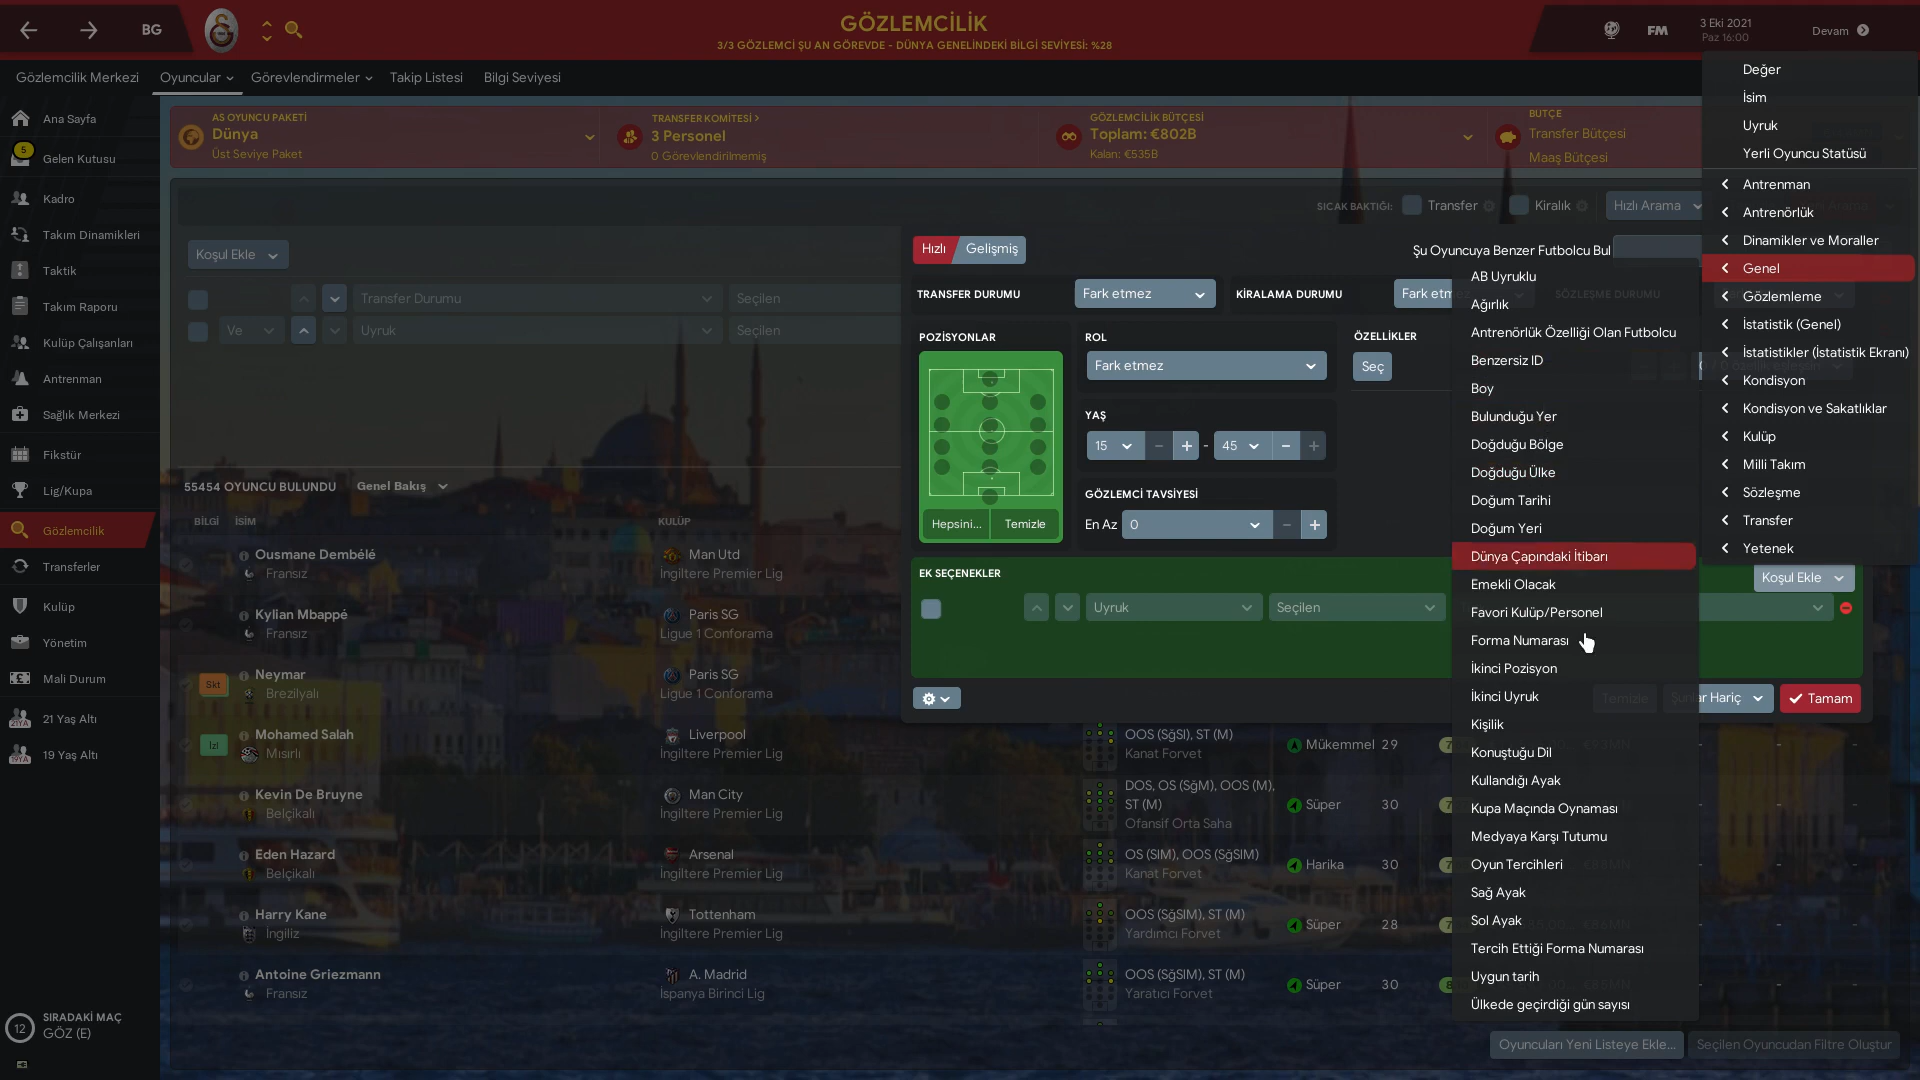 BG
GÖZLEMCİLİK
3/3 GÖZLEMCİ ŞU AN GÖREVDE - DÜNYA GENELİNDEKİ BİLGİ SEVİYESİ: %28
FM
3 Eki 2021
Paz 16:00
Devam
Gözlemcilik Merkezi
Oyuncular
Görevlendirmeler
Takip Listesi
Bilgi Seviyesi
Ana Sayfa
5
Gelen Kutusu
Kadro
Takım Dinamikleri
Taktik
Takım Raporu
Kulüp Çalışanları
Antrenman
Sağlık Merkezi
Fikstür
Lig/Kupa
Gözlemcilik
Transferler
Kulüp
Yönetim
Mali Durum
21 Yaş Altı
19 Yaş Altı
12
SIRADAKİ MAÇ
GÖZ (E)
AS OYUNCU PAKETİ
Dünya
Üst Seviye Paket
TRANSFER KOMİTESİ >
3 Personel
0 Görevlendirilmemiş
GÖZLEMCİLİK BÜTÇESİ
Toplam: €802B
Kalan: €535B
BÜTÇE
Transfer Bütçesi
Maaş Bütçesi
SICAK BAKTIĞI:
Transfer
Kiralık
Hızlı Arama
Koşul Ekle
Transfer Durumu
Seçilen
Ve
Uyruk
Seçilen
55454 OYUNCU BULUNDU
Genel Bakış
BİLGİ
İSİM
KULÜP
Ousmane Dembélé
Fransız
Man Utd
İngiltere Premier Lig
Kylian Mbappé
Fransız
Paris SG
Ligue 1 Conforama
Skt
Neymar
Brezilyalı
Paris SG
Ligue 1 Conforama
İzl
Mohamed Salah
Mısırlı
Liverpool
İngiltere Premier Lig
OOS (SğSl), ST (M)
Kanat Forvet
Mükemmel
29
Kevin De Bruyne
Belçikalı
Man City
İngiltere Premier Lig
DOS, OS (SğM), OOS (M),
ST (M)
Ofansif Orta Saha
Süper
30
Eden Hazard
Belçikalı
Arsenal
İngiltere Premier Lig
OS (SlM), OOS (SğSlM)
Kanat Forvet
Harika
30
Harry Kane
İngiliz
Tottenham
İngiltere Premier Lig
OOS (SğSlM), ST (M)
Yardımcı Forvet
Süper
28
Antoine Griezmann
Fransız
A. Madrid
İspanya Birinci Lig
OOS (SğSlM), ST (M)
Yaratıcı Forvet
Süper
30
Hızlı
Gelişmiş
Şu Oyuncuya Benzer Futbolcu Bul
TRANSFER DURUMU
Fark etmez
KİRALAMA DURUMU
Fark etm
SÖZLEŞME DURUMU
POZİSYONLAR
Hepsini...
Temizle
ROL
Fark etmez
YAŞ
15
-
45
GÖZLEMCİ TAVSİYESİ
En Az
0
ÖZELLİKLER
Seç
EK SEÇENEKLER
Koşul Ekle
Uyruk
Seçilen
Temizle
Şunlar Hariç
Tamam
AB Uyruklu
Ağırlık
Antrenörlük Özelliği Olan Futbolcu
Benzersiz ID
Boy
Bulunduğu Yer
Doğduğu Bölge
Doğduğu Ülke
Doğum Tarihi
Doğum Yeri
Dünya Çapındaki İtibarı
Emekli Olacak
Favori Kulüp/Personel
Forma Numarası
İkinci Pozisyon
İkinci Uyruk
Kişilik
Konuştuğu Dil
Kullandığı Ayak
Kupa Maçında Oynaması
Medyaya Karşı Tutumu
Oyun Tercihleri
Sağ Ayak
Sol Ayak
Tercih Ettiği Forma Numarası
Uygun tarih
Ülkede geçirdiği gün sayısı
Değer
İsim
Uyruk
Yerli Oyuncu Statüsü
Antrenman
Antrenörlük
Dinamikler ve Moraller
Genel
Gözlemleme
İstatistik (Genel)
İstatistikler (İstatistik Ekranı)
Kondisyon
Kondisyon ve Sakatlıklar
Kulüp
Milli Takım
Sözleşme
Transfer
Yetenek
Oyuncuları Yeni Listeye Ekle...
Seçilen Oyuncudan Filtre Oluştur